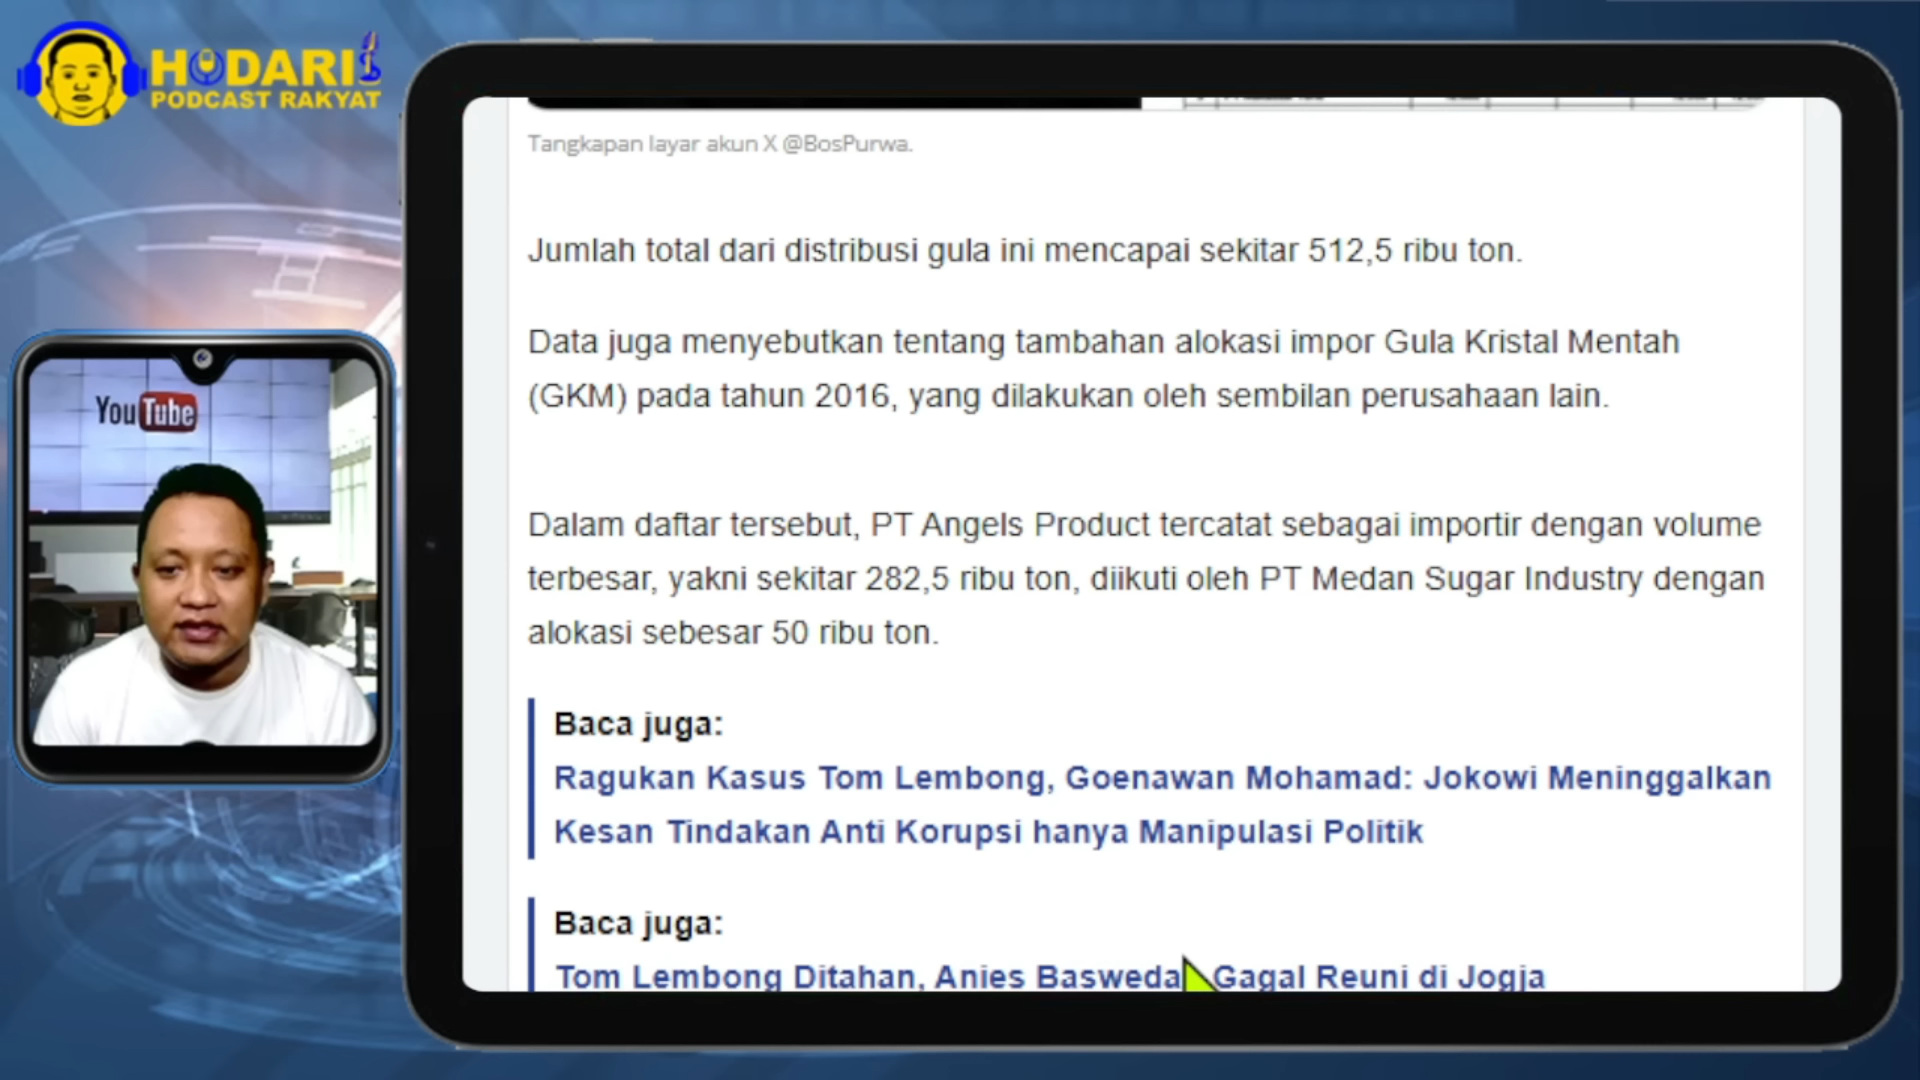 HODARI
PODCAST RAKYAT
Tangkapan layar akun X @BosPurwa.
Jumlah total dari distribusi gula ini mencapai sekitar 512,5 ribu ton.
Data juga menyebutkan tentang tambahan alokasi impor Gula Kristal Mentah
(GKM) pada tahun 2016, yang dilakukan oleh sembilan perusahaan lain.
YouTube
Dalam daftar tersebut, PT Angels Product tercatat sebagai importir dengan volume
terbesar, yakni sekitar 282,5 ribu ton, diikuti oleh PT Medan Sugar Industry dengan
alokasi sebesar 50 ribu ton.
Baca juga:
Ragukan Kasus Tom Lembong, Goenawan Mohamad: Jokowi Meninggalkan
Kesan Tindakan Anti Korupsi hanya Manipulasi Politik
Baca juga:
Tom Lembong Ditahan, Anies Baswedan Gagal Reuni di Jogja